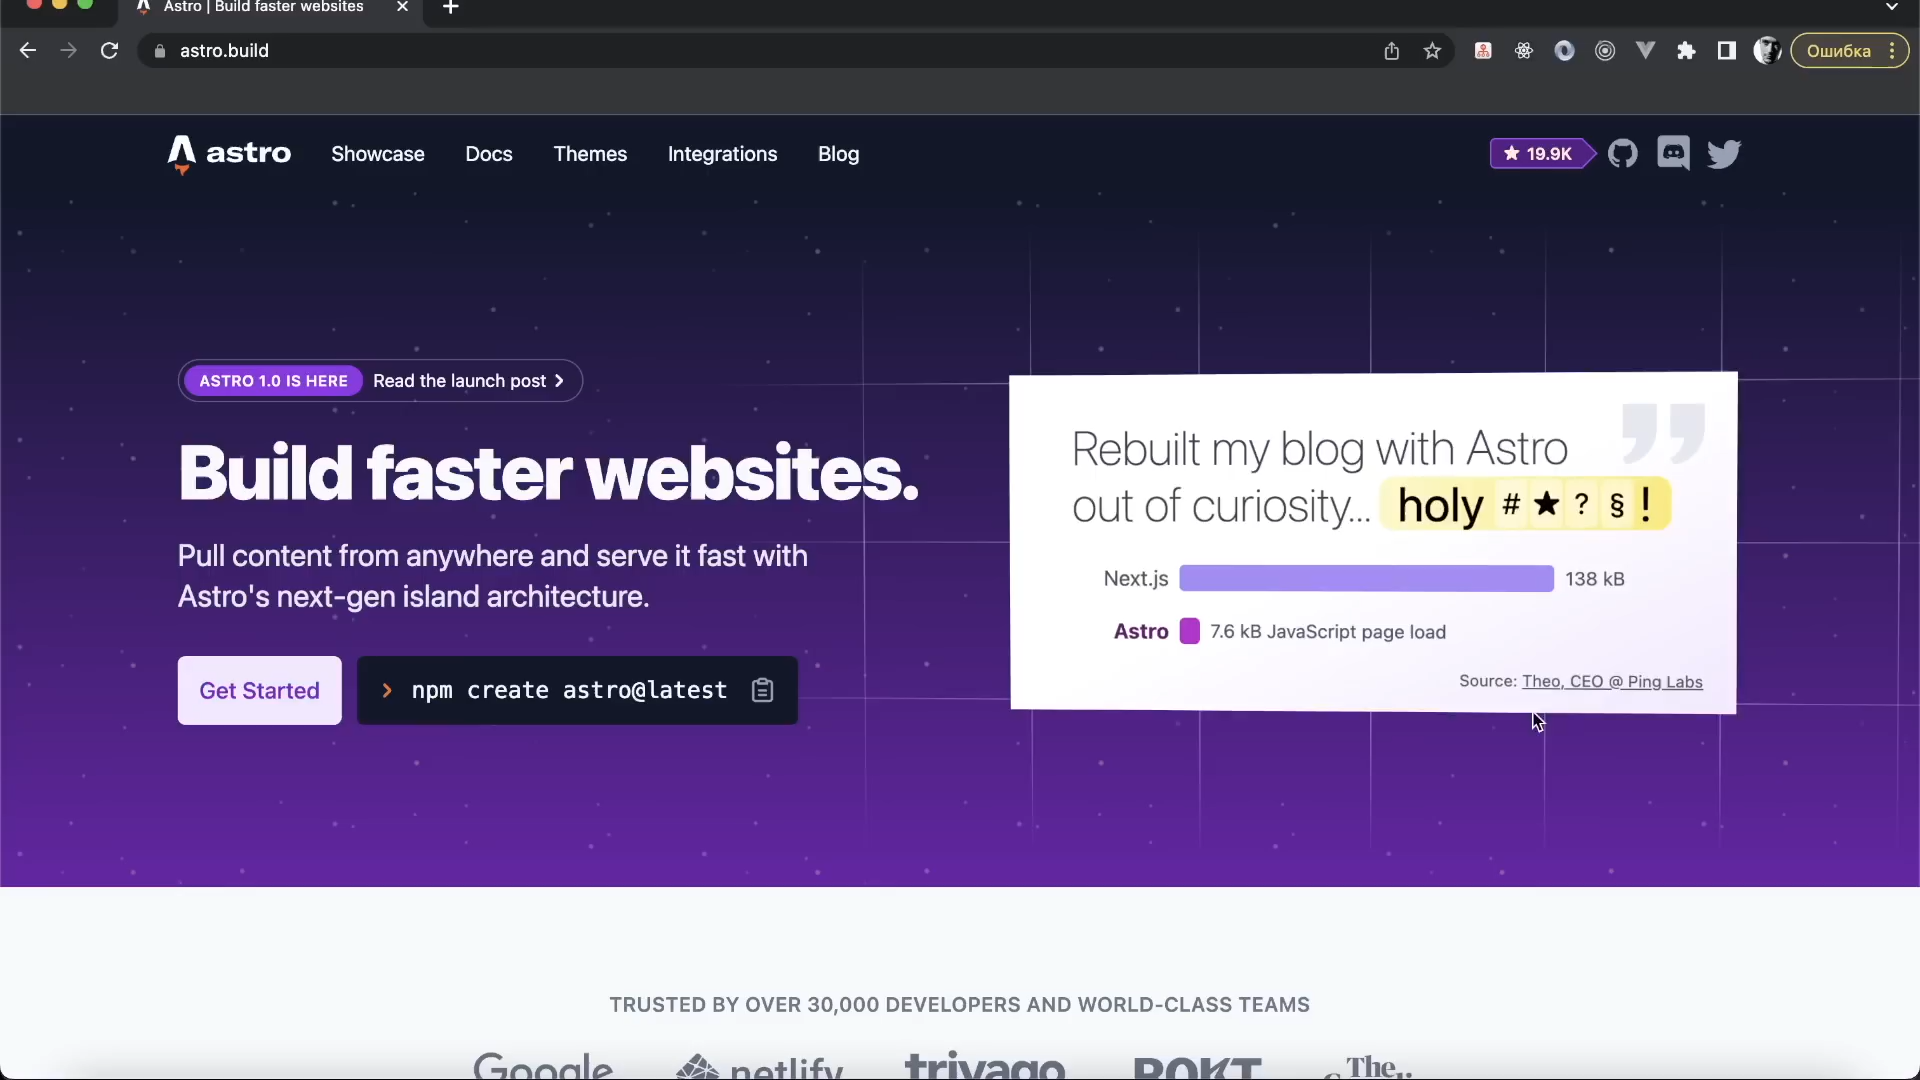 Astro | Build faster websites
astro.build
Ошибка
astro
Showcase
Docs
Themes
Integrations
Blog
★ 19.9K
ASTRO 1.0 IS HERE Read the launch post
Build faster websites.
Pull content from anywhere and serve it fast with
Astro's next-gen island architecture.
Get Started
> npm create astro@latest
Rebuilt my blog with Astro
out of curiosity... holy #★?§!
Next.js 138 kB
Astro 7.6 kB JavaScript page load
Source: Theo, CEO @ Ping Labs
TRUSTED BY OVER 30,000 DEVELOPERS AND WORLD-CLASS TEAMS
Google netlify trivago ROKT The